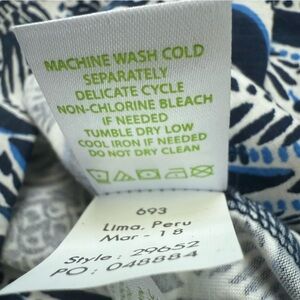 MACHINE WASH COLD
SEPARATELY
DELICATE CYCLE
NON-CHLORINE BLEACH
IF NEEDED
TUMBLE DRY LOW
COOL IRON IF NEEDED
DO NOT DRY CLEAN
693
Lima, Peru
Mar - 18
Style : 29652
PO : 048884